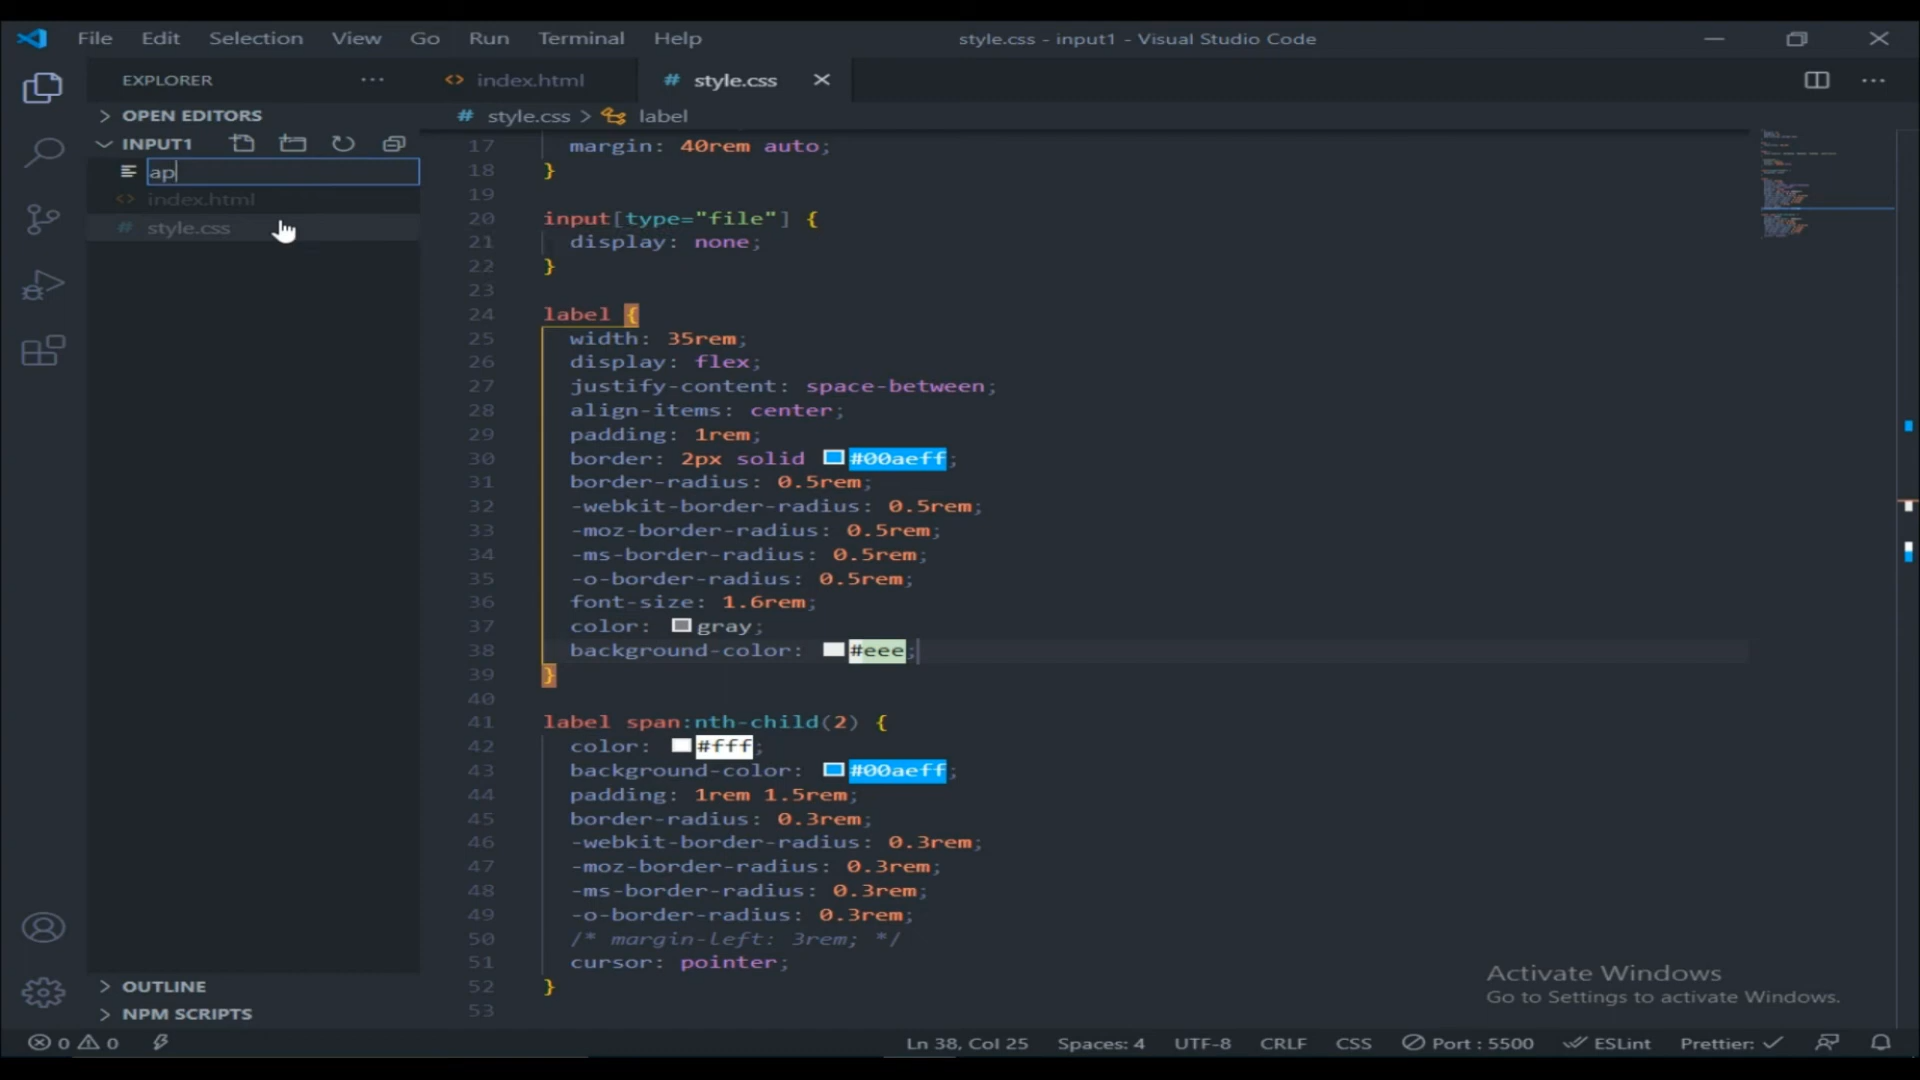 File Edit Selection View Go Run Terminal Help style.css - input1 - Visual Studio Code
EXPLORER ··· <> index.html # style.css
OPEN EDITORS # style.css > label
INPUT1
ap
<> index.html
# style.css
17 margin: 40rem auto;
18 }
19
20 input[type="file"] {
21 display: none;
22 }
23
24 label {
25 width: 35rem;
26 display: flex;
27 justify-content: space-between;
28 align-items: center;
29 padding: 1rem;
30 border: 2px solid #00aeff;
31 border-radius: 0.5rem;
32 -webkit-border-radius: 0.5rem;
33 -moz-border-radius: 0.5rem;
34 -ms-border-radius: 0.5rem;
35 -o-border-radius: 0.5rem;
36 font-size: 1.6rem;
37 color: gray;
38 background-color: #eee;
39 }
40
41 label span:nth-child(2) {
42 color: #fff;
43 background-color: #00aeff;
44 padding: 1rem 1.5rem;
45 border-radius: 0.3rem;
46 -webkit-border-radius: 0.3rem;
47 -moz-border-radius: 0.3rem;
48 -ms-border-radius: 0.3rem;
49 -o-border-radius: 0.3rem;
50 /* margin-left: 3rem; */
51 cursor: pointer;
52 }
53
OUTLINE
NPM SCRIPTS
Activate Windows
Go to Settings to activate Windows.
0 0 Ln 38, Col 25 Spaces: 4 UTF-8 CRLF CSS Port : 5500 ESLint Prettier: ✓